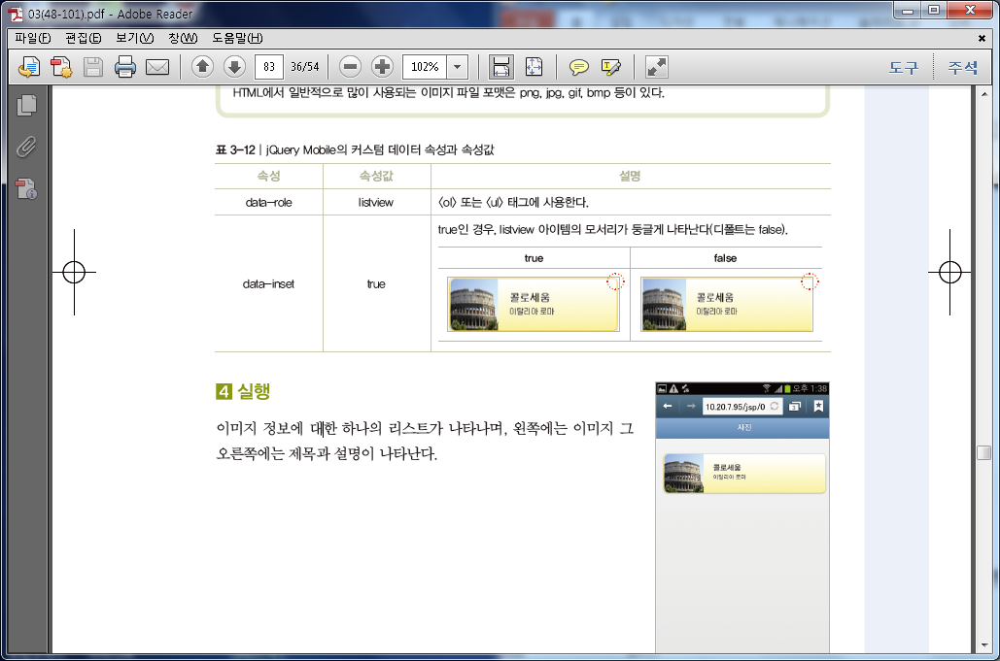 03(48-101).pdf - Adobe Reader
파일(F) 편집(E) 보기(V) 창(W) 도움말(H)
83 36/54 102% 도구 주석
HTML에서 일반적으로 많이 사용되는 이미지 파일 포맷은 png, jpg, gif, bmp 등이 있다.
표 3-12 | jQuery Mobile의 커스텀 데이터 속성과 속성값
속성 속성값 설명
data-role listview <ol> 또는 <ul> 태그에 사용한다.
true인 경우, listview 아이템의 모서리가 둥글게 나타난다(디폴트는 false).
true false
data-inset true
콜로세움 콜로세움
이탈리아 로마 이탈리아 로마
4 실행
이미지 정보에 대한 하나의 리스트가 나타나며, 왼쪽에는 이미지 그
오른쪽에는 제목과 설명이 나타난다.
오후 1:38
10.20.7.95/jsp/0
사진
콜로세움
이탈리아 로마